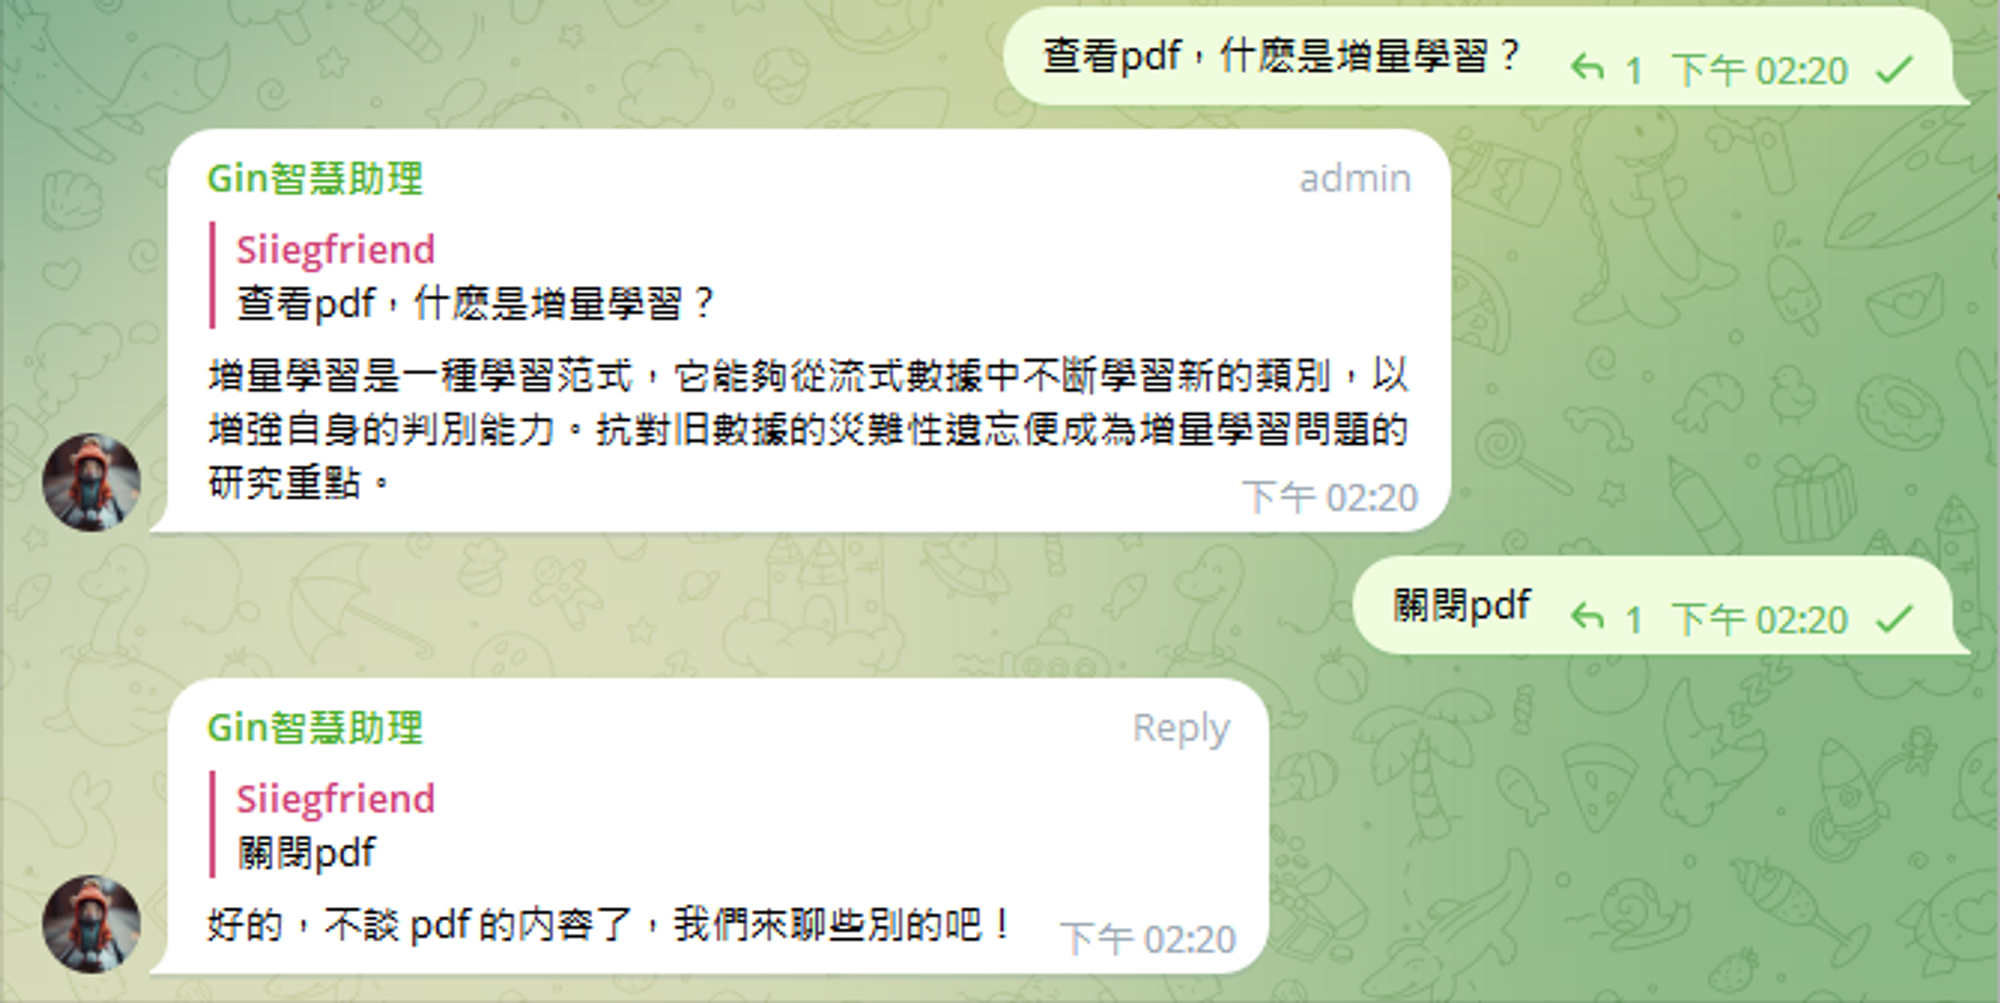 查看pdf，什麼是增量學習？ 1 下午 02:20
Gin智慧助理 admin
Siiegfriend
查看pdf，什麼是增量學習？
增量學習是一種學習范式，它能夠從流式數據中不斷學習新的類別，以
增強自身的判別能力。抗對旧數據的災難性遺忘便成為增量學習問題的
研究重點。 下午 02:20
關閉pdf 1 下午 02:20
Gin智慧助理 Reply
Siiegfriend
關閉pdf
好的，不談 pdf 的内容了，我們來聊些別的吧！ 下午 02:20